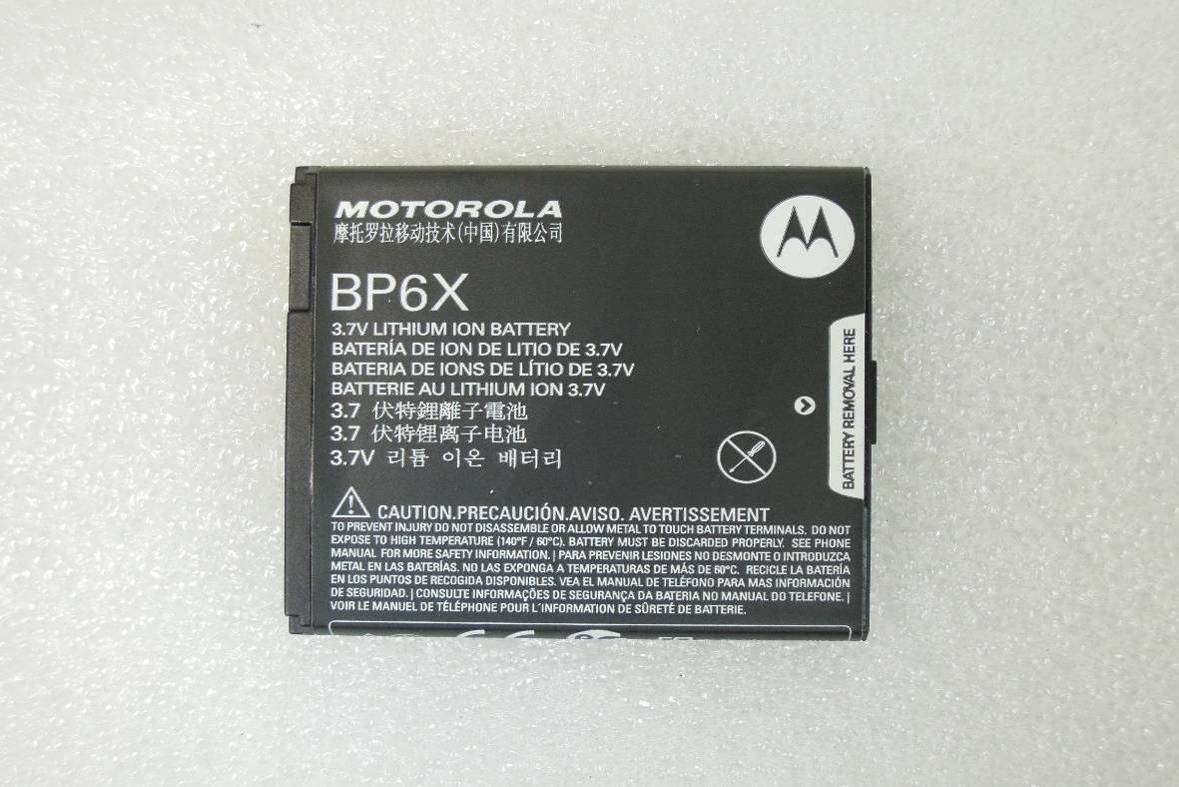 MOTOROLA
摩托罗拉移动技术(中国)有限公司
BP6X
3.7V LITHIUM ION BATTERY
BATERÍA DE ION DE LITIO DE 3.7V
BATERIA DE IONS DE LÍTIO DE 3.7V
BATTERIE AU LITHIUM ION 3.7V
3.7 伏特鋰離子電池
3.7 伏特锂离子电池
3.7V 리튬 이온 배터리
BATTERY REMOVAL HERE
CAUTION.PRECAUCIÓN.AVISO. AVERTISSEMENT
TO PREVENT INJURY DO NOT DISASSEMBLE OR ALLOW METAL TO TOUCH BATTERY TERMINALS. DO NOT
EXPOSE TO HIGH TEMPERATURE (140°F / 60°C). BATTERY MUST BE DISCARDED PROPERLY. SEE PHONE
MANUAL FOR MORE SAFETY INFORMATION. | PARA PREVENIR LESIONES NO DESMONTE O INTRODUZCA
METAL EN LAS BATERÍAS. NO LAS EXPONGA A TEMPERATURAS DE MÁS DE 60°C. RECICLE LA BATERÍA
EN LOS PUNTOS DE RECOGIDA DISPONIBLES. VEA EL MANUAL DE TELÉFONO PARA MAS INFORMACIÓN
DE SEGURIDAD. | CONSULTE INFORMAÇÕES DE SEGURANÇA DA BATERIA NO MANUAL DO TELEFONE. |
VOIR LE MANUEL DE TÉLÉPHONE POUR L'INFORMATION DE SÛRETÉ DE BATTERIE.